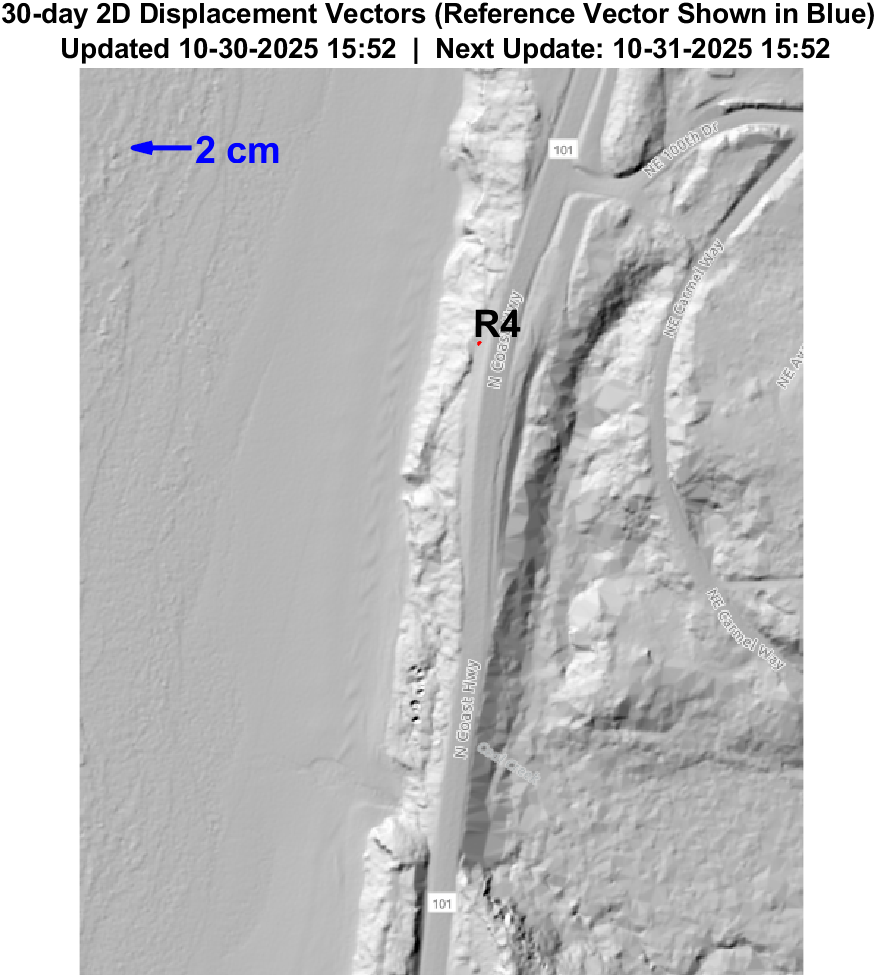 30-day 2D Displacement Vectors (Reference Vector Shown in Blue)
Updated 10-30-2025 15:52 | Next Update: 10-31-2025 15:52
2 cm
101
NE 100th Dr
NE Carmel Way
R4
N Coast Hwy
NE
NE Carmel Way
N Coast Hwy
101